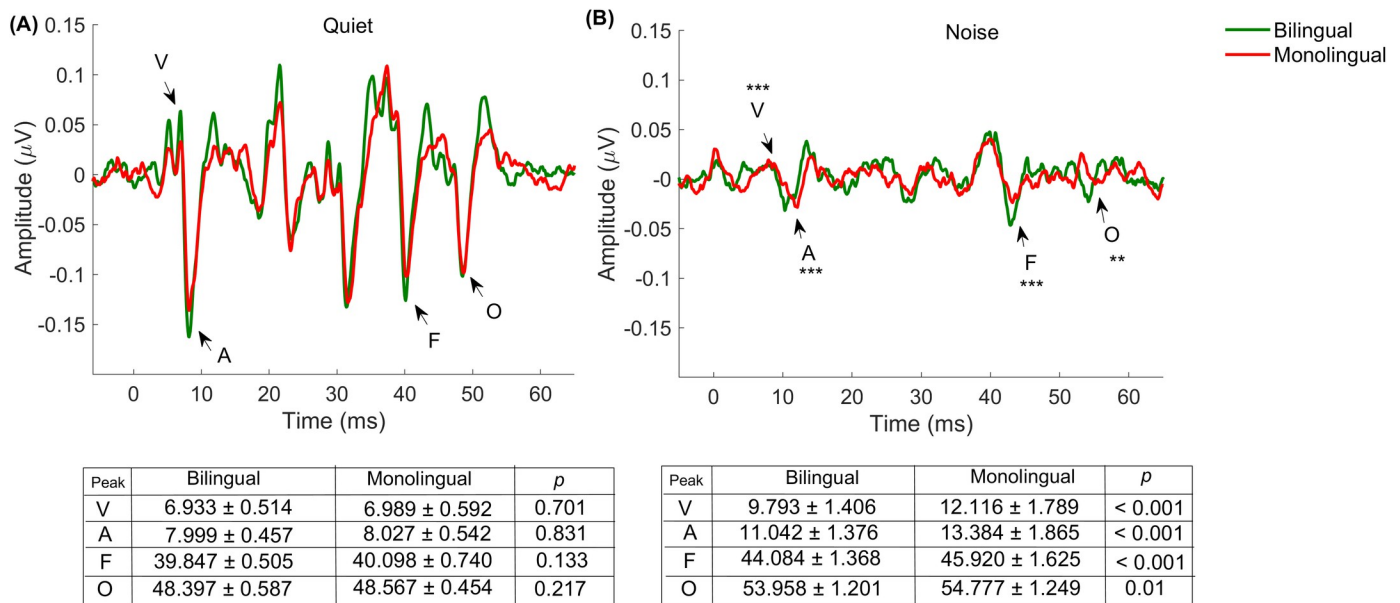 (A)
Quiet
0.15
0.1
0.05
0
-0.05
-0.1
-0.15
Amplitude (µV)
V
A
F
O
0 10 20 30 40 50 60
Time (ms)
(B)
Noise
Bilingual
Monolingual
0.15
0.1
0.05
-0
-0.05
-0.1
-0.15
Amplitude (µV)
***
V
A
***
F
***
O
**
0 10 20 30 40 50 60
Time (ms)
Peak Bilingual Monolingual p
V 6.933 ± 0.514 6.989 ± 0.592 0.701
A 7.999 ± 0.457 8.027 ± 0.542 0.831
F 39.847 ± 0.505 40.098 ± 0.740 0.133
O 48.397 ± 0.587 48.567 ± 0.454 0.217
Peak Bilingual Monolingual p
V 9.793 ± 1.406 12.116 ± 1.789 < 0.001
A 11.042 ± 1.376 13.384 ± 1.865 < 0.001
F 44.084 ± 1.368 45.920 ± 1.625 < 0.001
O 53.958 ± 1.201 54.777 ± 1.249 0.01